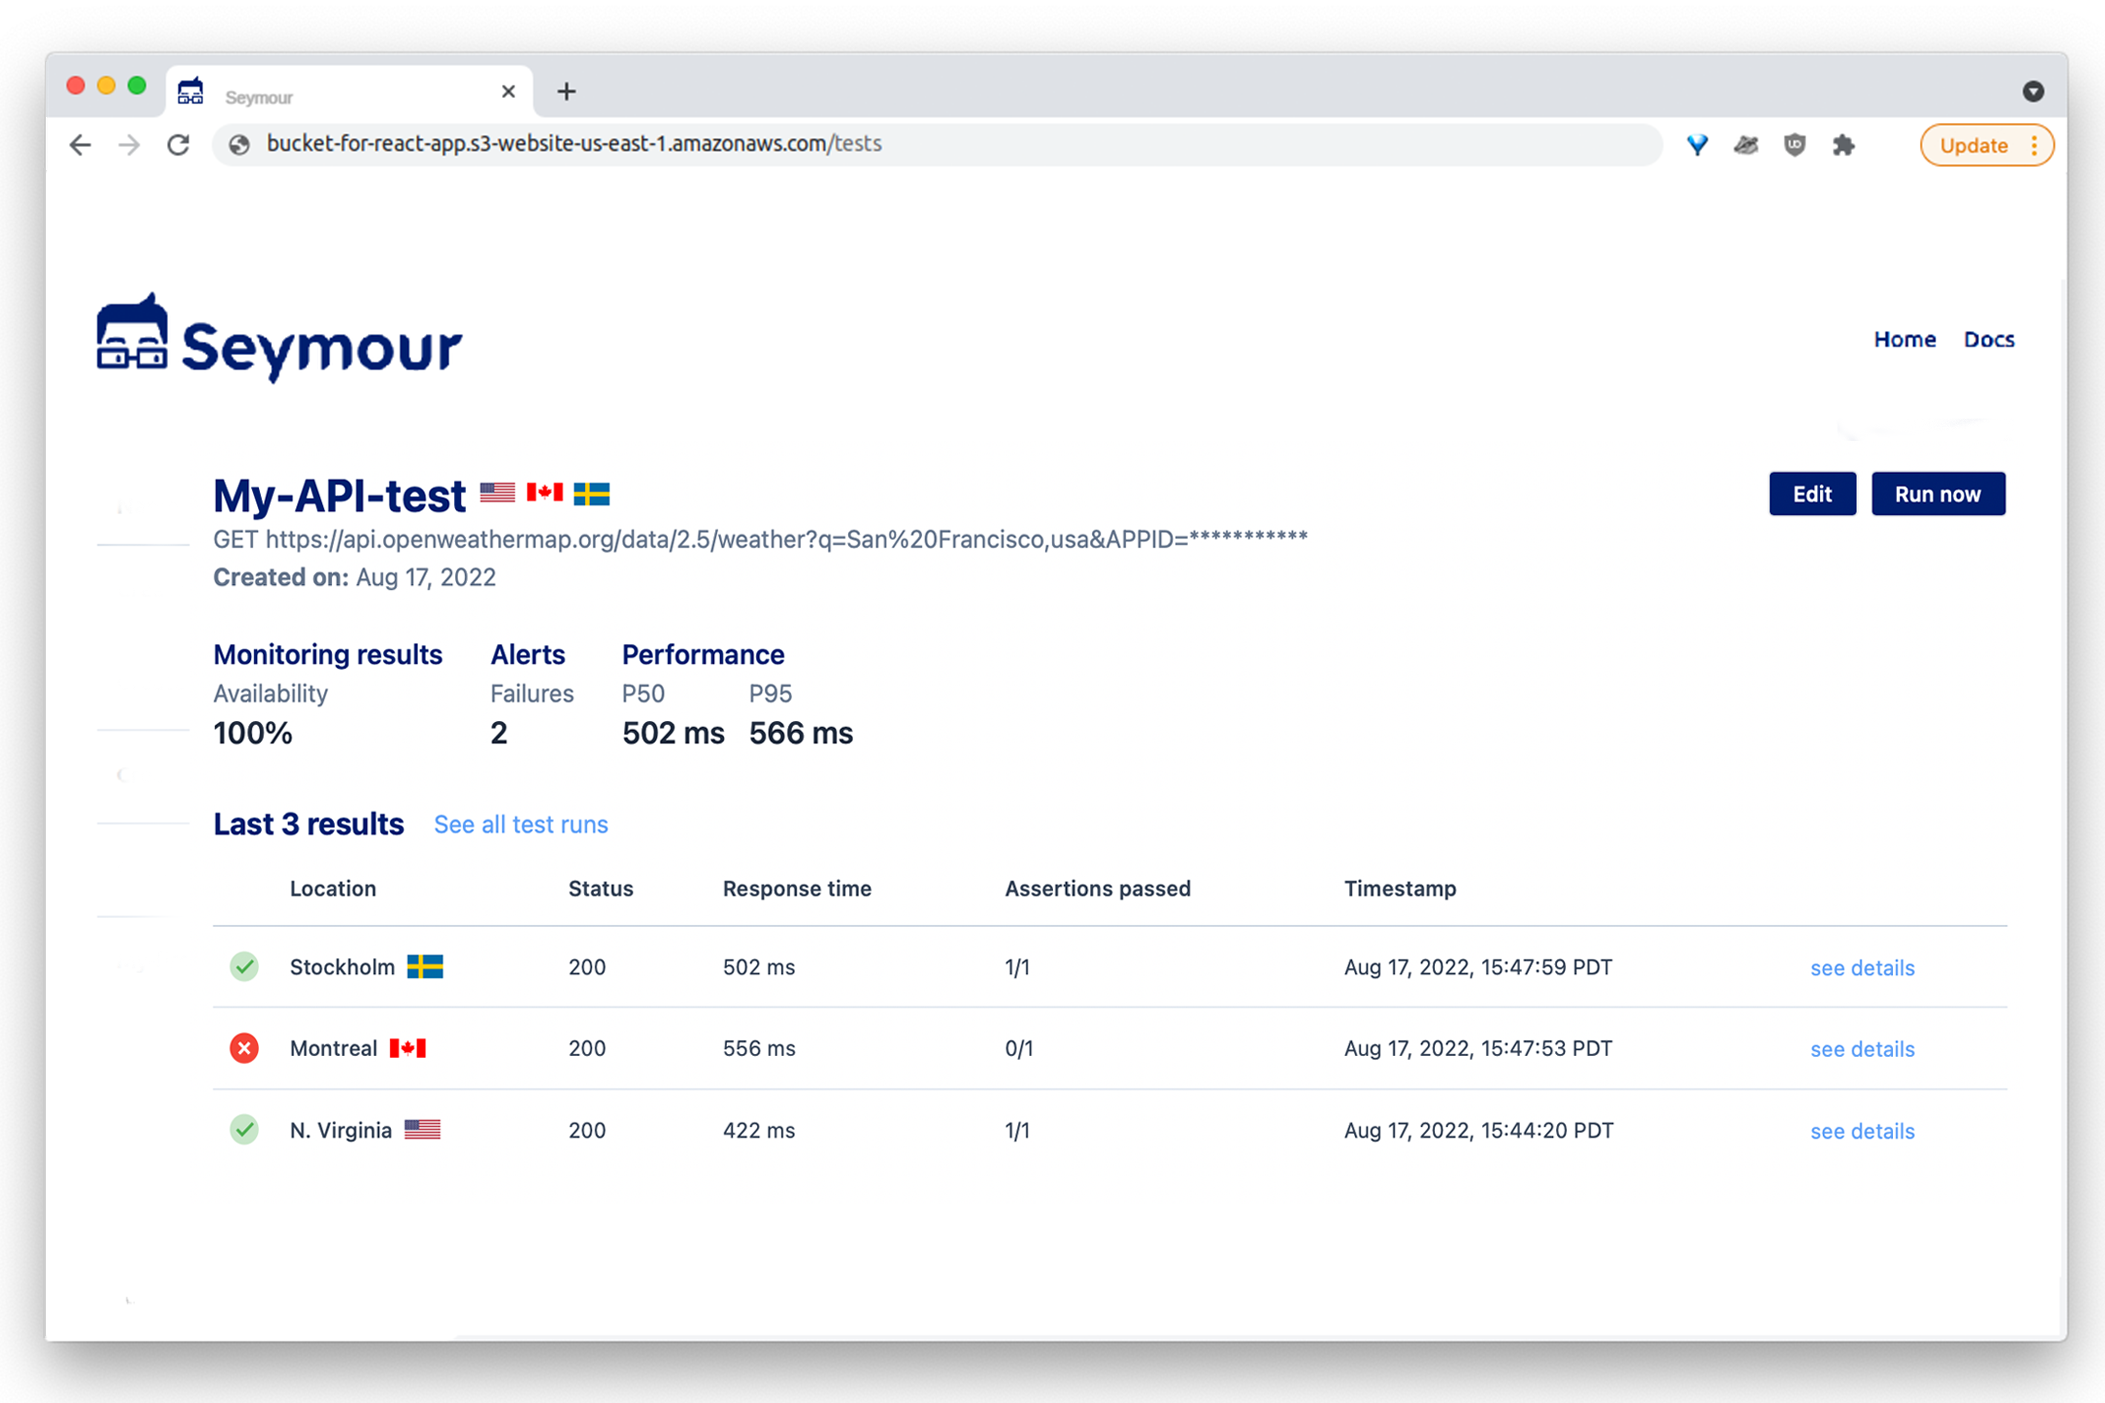 Seymour
bucket-for-react-app.s3-website-us-east-1.amazonaws.com/tests
Update
Seymour
Home Docs
My-API-test
Edit Run now
GET https://api.openweathermap.org/data/2.5/weather?q=San%20Francisco,usa&APPID=***********
Created on: Aug 17, 2022
Monitoring results Alerts Performance
Availability Failures P50 P95
100% 2 502 ms 566 ms
Last 3 results See all test runs
Location Status Response time Assertions passed Timestamp
Stockholm 200 502 ms 1/1 Aug 17, 2022, 15:47:59 PDT see details
Montreal 200 556 ms 0/1 Aug 17, 2022, 15:47:53 PDT see details
N. Virginia 200 422 ms 1/1 Aug 17, 2022, 15:44:20 PDT see details